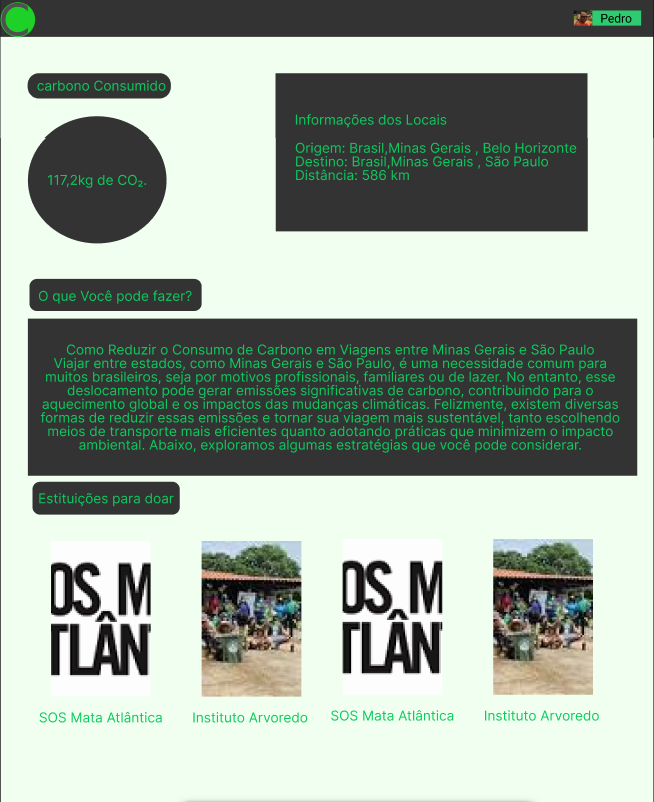 Pedro
carbono Consumido
117,2kg de CO₂.
Informações dos Locais
Origem: Brasil,Minas Gerais , Belo Horizonte
Destino: Brasil,Minas Gerais , São Paulo
Distância: 586 km
O que Você pode fazer?
Como Reduzir o Consumo de Carbono em Viagens entre Minas Gerais e São Paulo
Viajar entre estados, como Minas Gerais e São Paulo, é uma necessidade comum para
muitos brasileiros, seja por motivos profissionais, familiares ou de lazer. No entanto, esse
deslocamento pode gerar emissões significativas de carbono, contribuindo para o
aquecimento global e os impactos das mudanças climáticas. Felizmente, existem diversas
formas de reduzir essas emissões e tornar sua viagem mais sustentável, tanto escolhendo
meios de transporte mais eficientes quanto adotando práticas que minimizem o impacto
ambiental. Abaixo, exploramos algumas estratégias que você pode considerar.
Estituições para doar
OS M
TLÂN
OS M
TLÂN
SOS Mata Atlântica
Instituto Arvoredo
SOS Mata Atlântica
Instituto Arvoredo